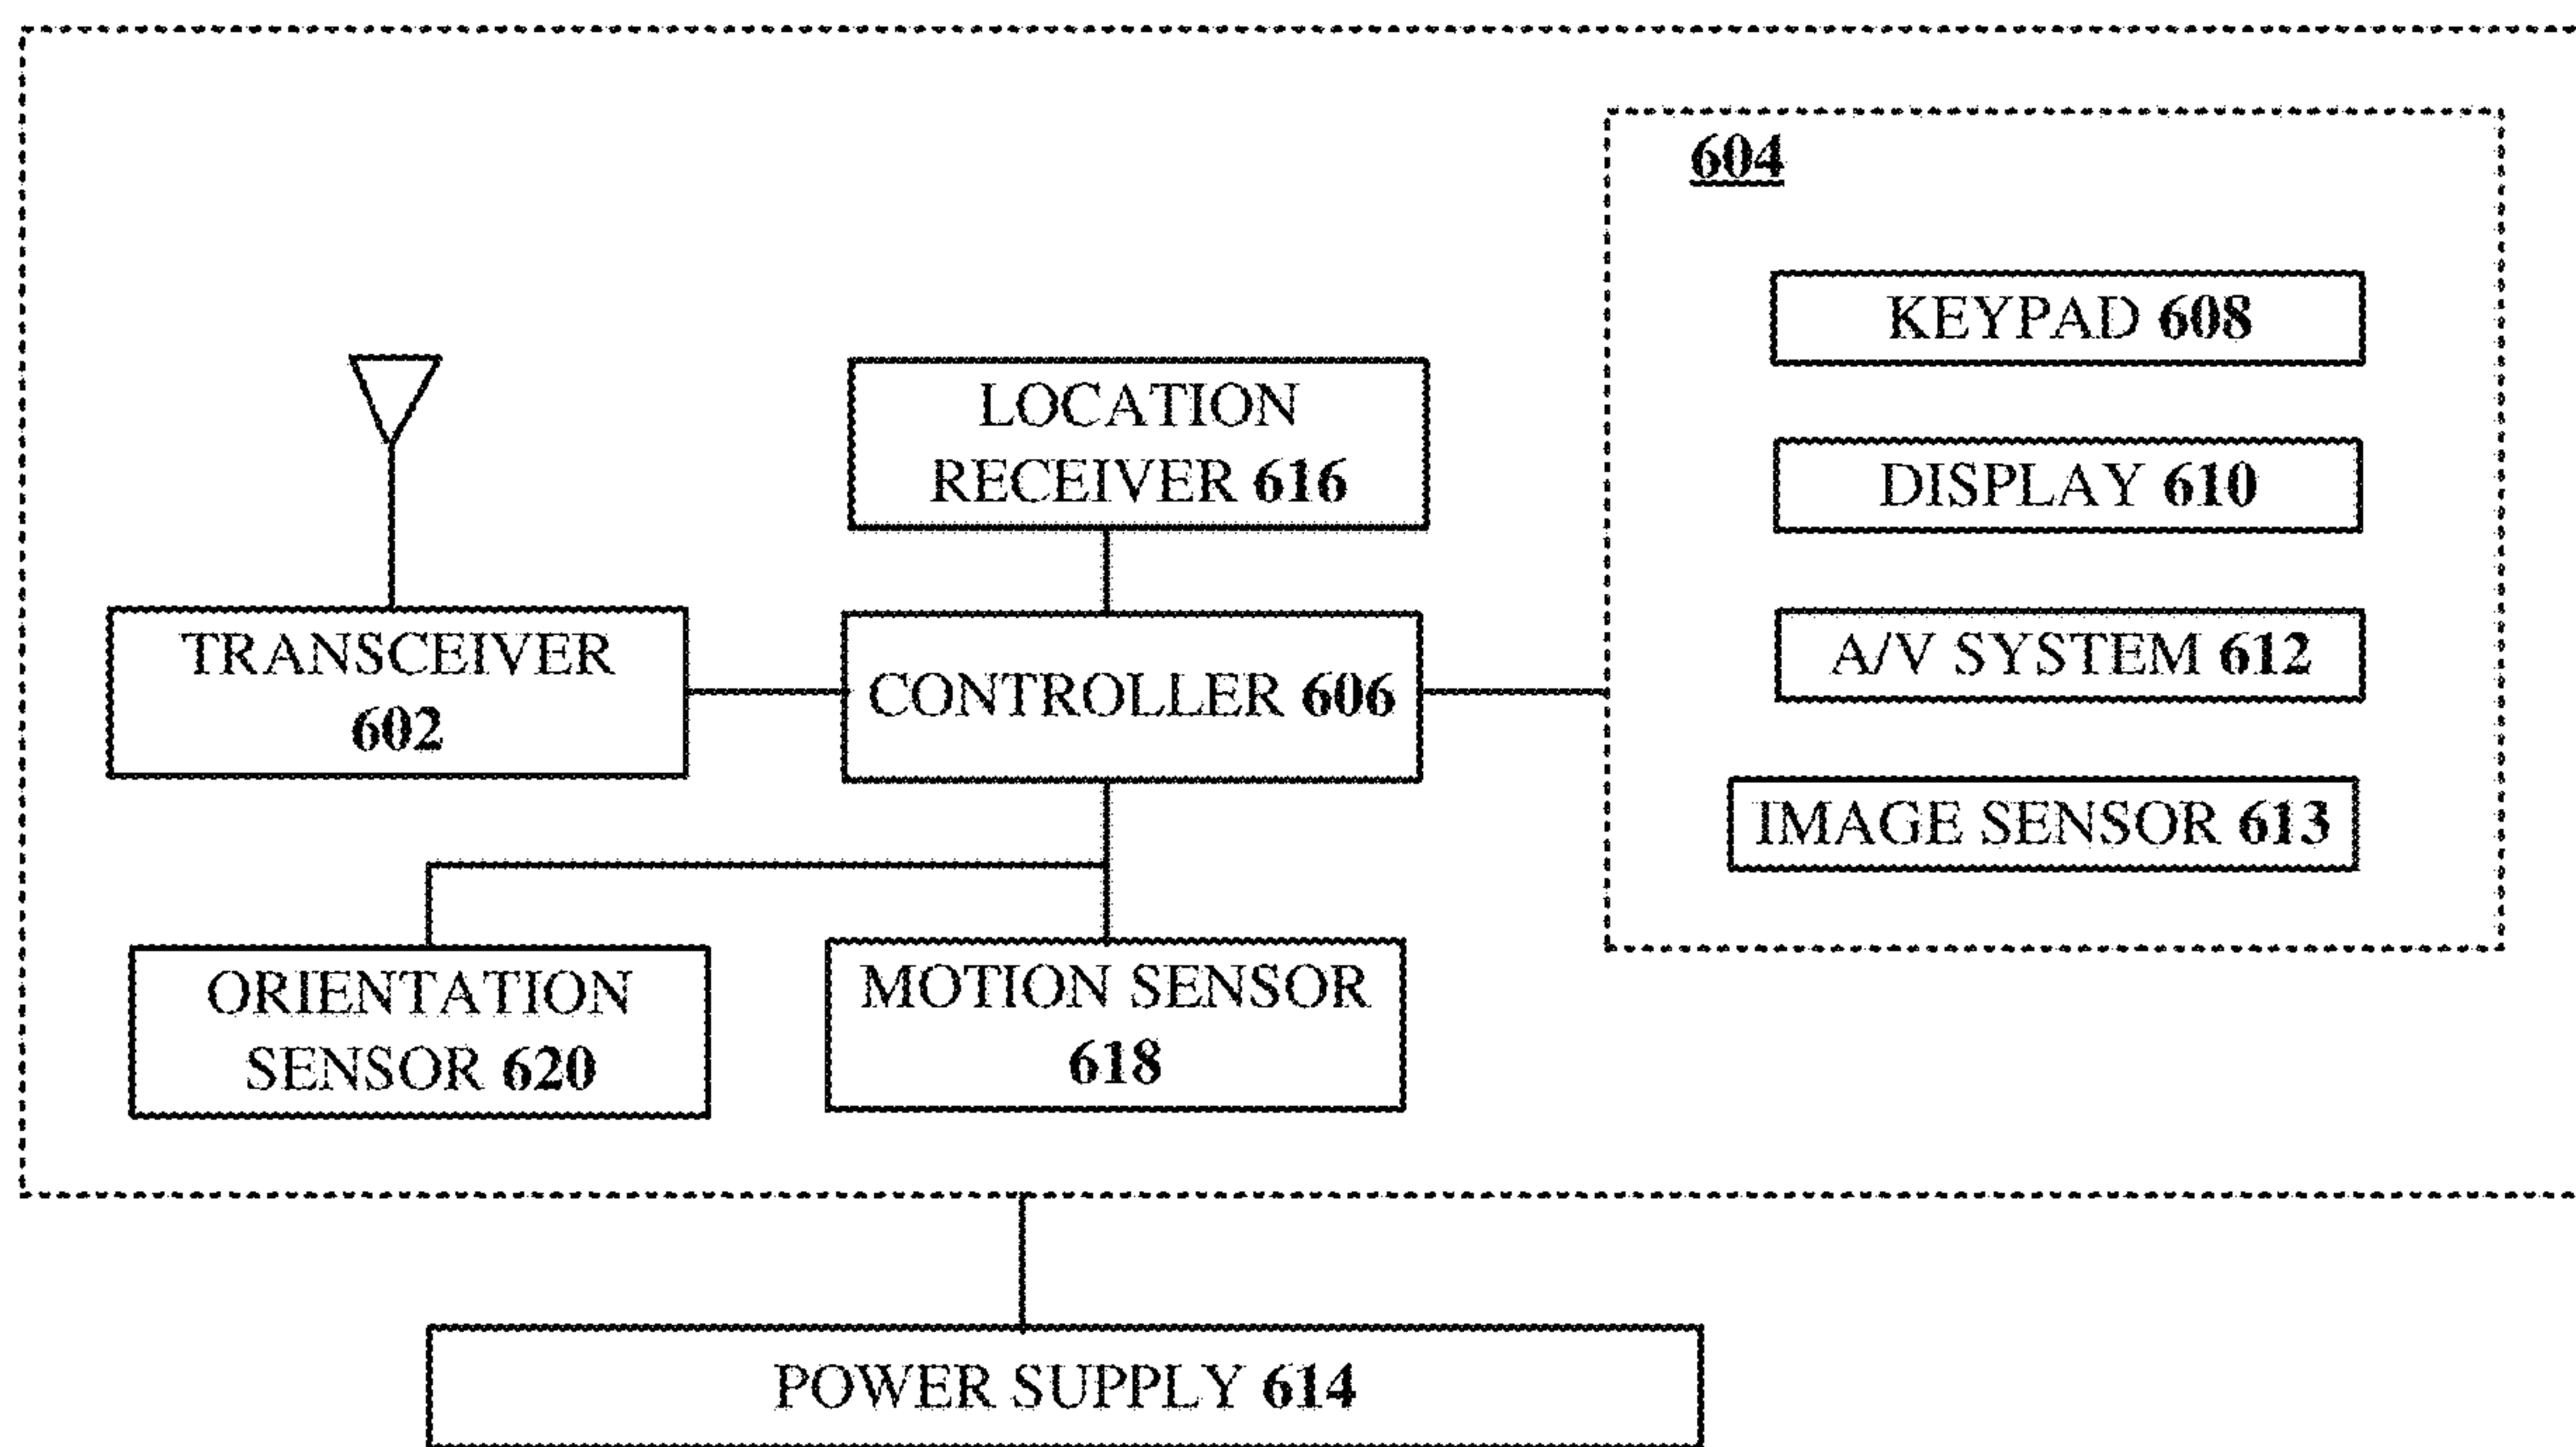 604
KEYPAD 608
DISPLAY 610
A/V SYSTEM 612
IMAGE SENSOR 613
LOCATION
RECEIVER 616
TRANSCEIVER
602
CONTROLLER 606
ORIENTATION
SENSOR 620
MOTION SENSOR
618
POWER SUPPLY 614